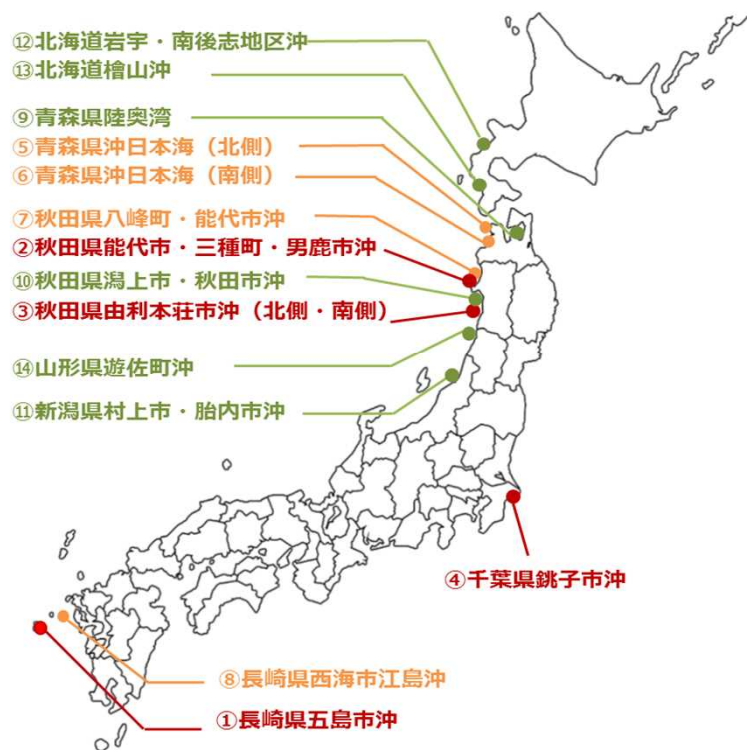 ⑫北海道岩宇・南後志地区沖
⑬北海道檜山沖
⑨青森県陸奥湾
⑤青森県沖日本海（北側）
⑥青森県沖日本海（南側）
⑦秋田県八峰町・能代市沖
②秋田県能代市・三種町・男鹿市沖
⑩秋田県潟上市・秋田市沖
③秋田県由利本荘市沖（北側・南側）
⑭山形県遊佐町沖
⑪新潟県村上市・胎内市沖
④千葉県銚子市沖
⑧長崎県西海市江島沖
①長崎県五島市沖